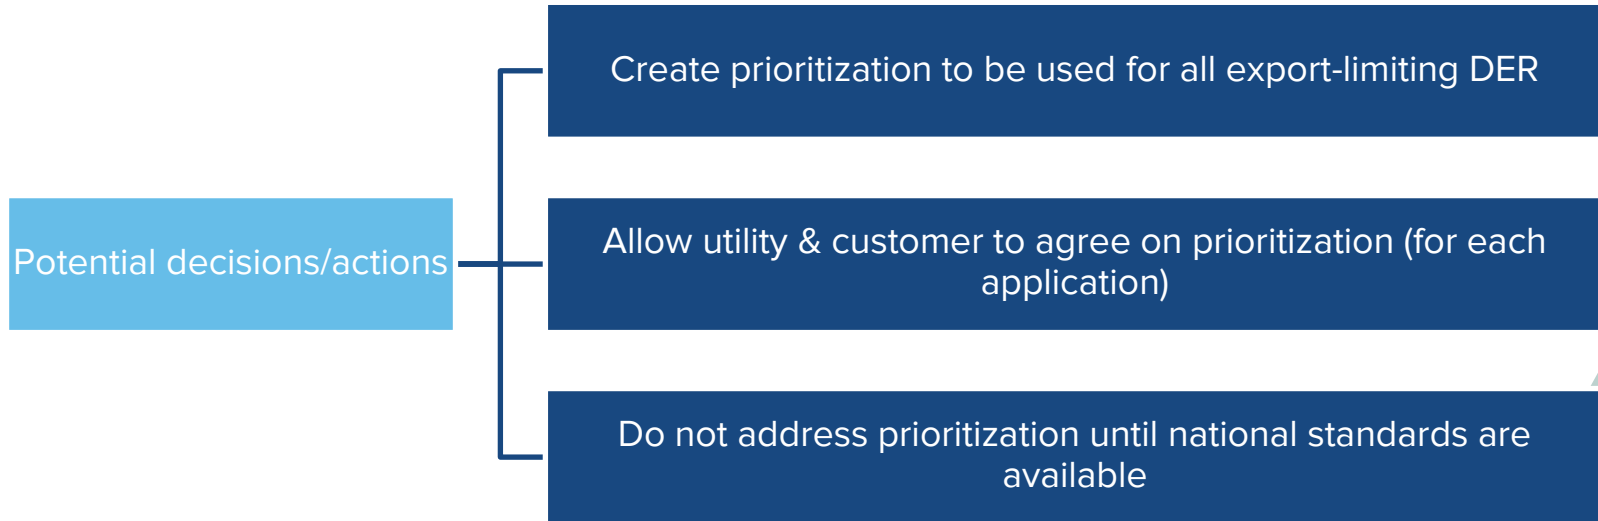 Create prioritization to be used for all export-limiting DER
Potential decisions/actions
Allow utility & customer to agree on prioritization (for each
application)
Do not address prioritization until national standards are
available